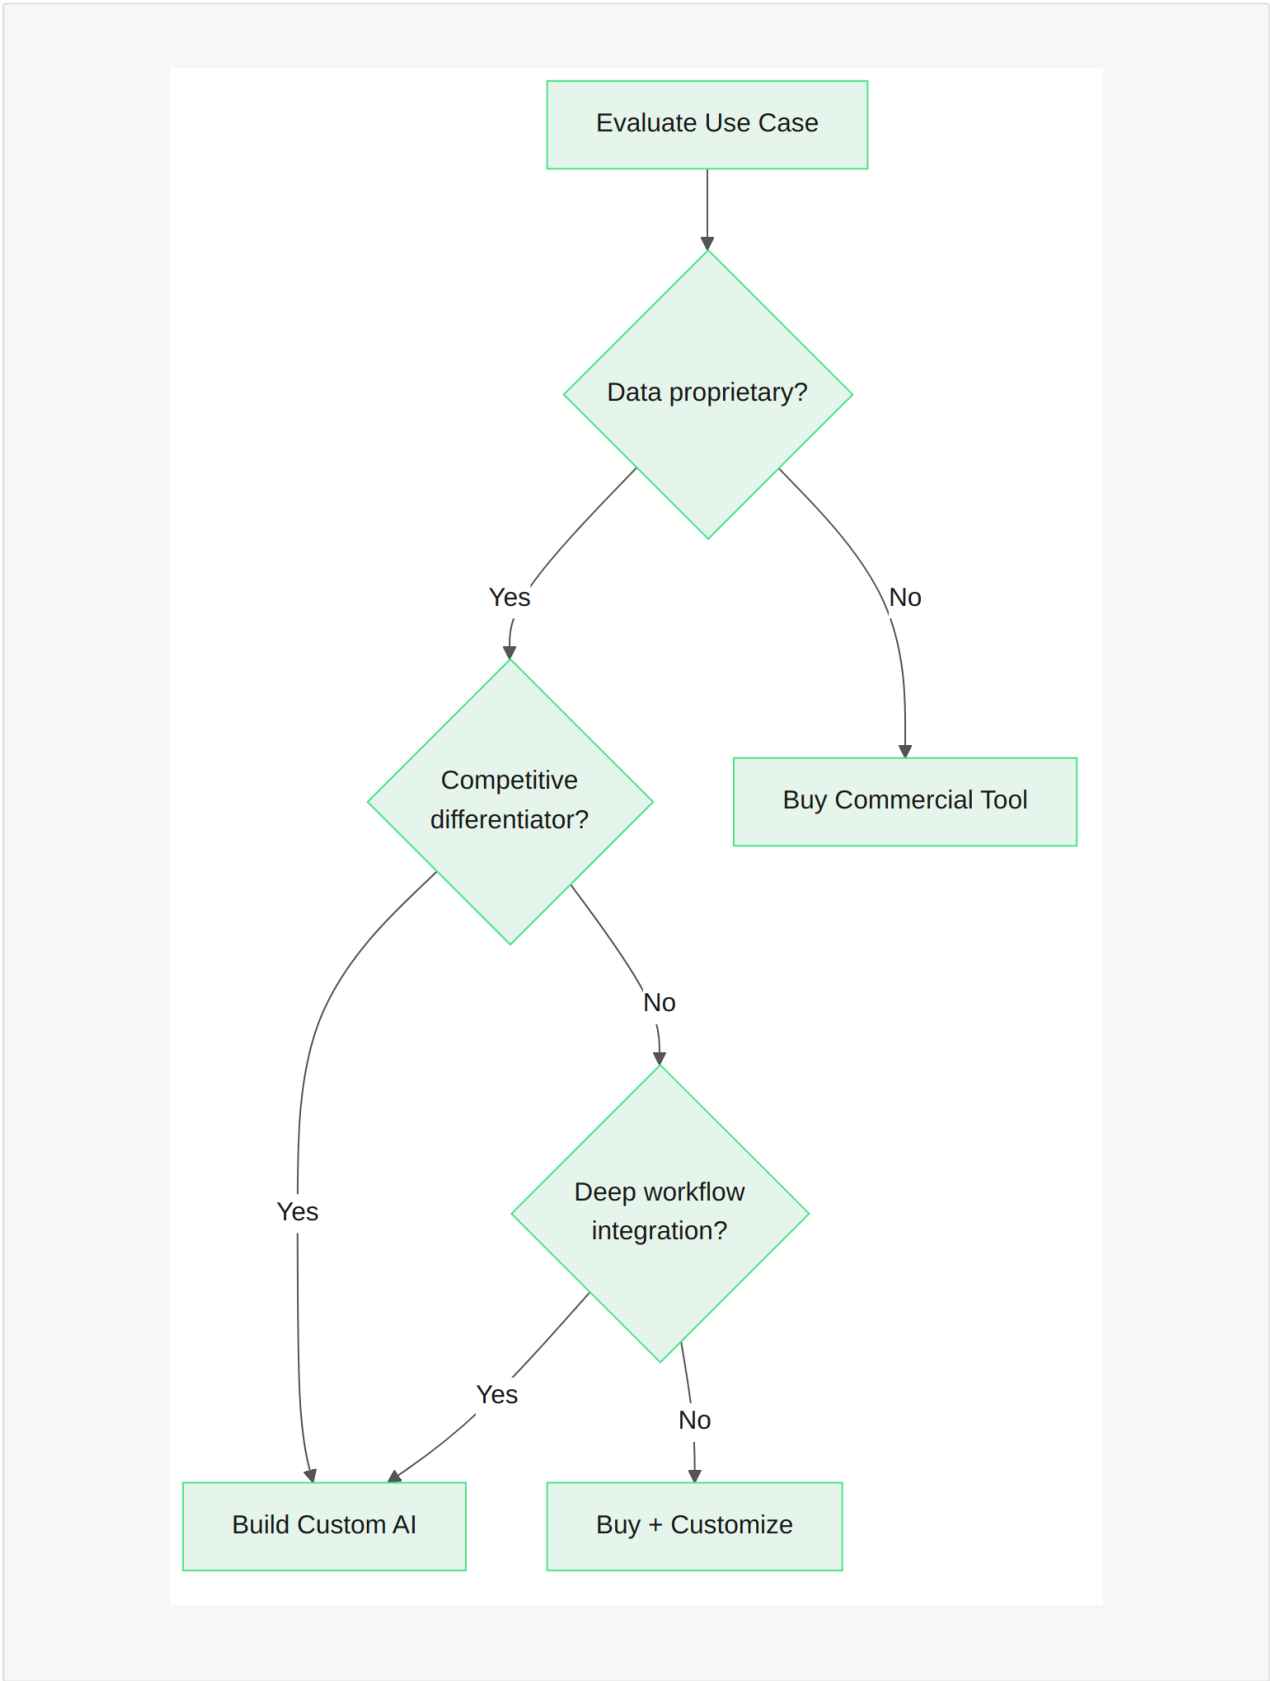 Evaluate Use Case
Data proprietary?
Yes
No
Competitive
differentiator?
Buy Commercial Tool
No
Deep workflow
integration?
Yes
Yes
No
Build Custom AI
Buy + Customize